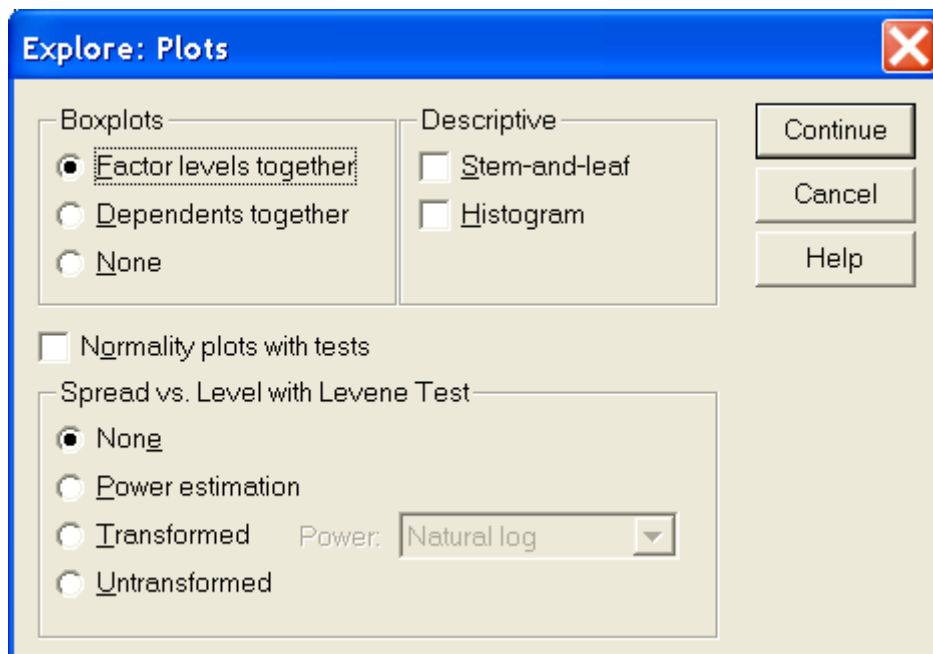 Explore: Plots
Boxplots
Factor levels together
Dependents together
None
Descriptive
Stem-and-leaf
Histogram
Continue
Cancel
Help
Normality plots with tests
Spread vs. Level with Levene Test
None
Power estimation
Transformed Power: Natural log
Untransformed